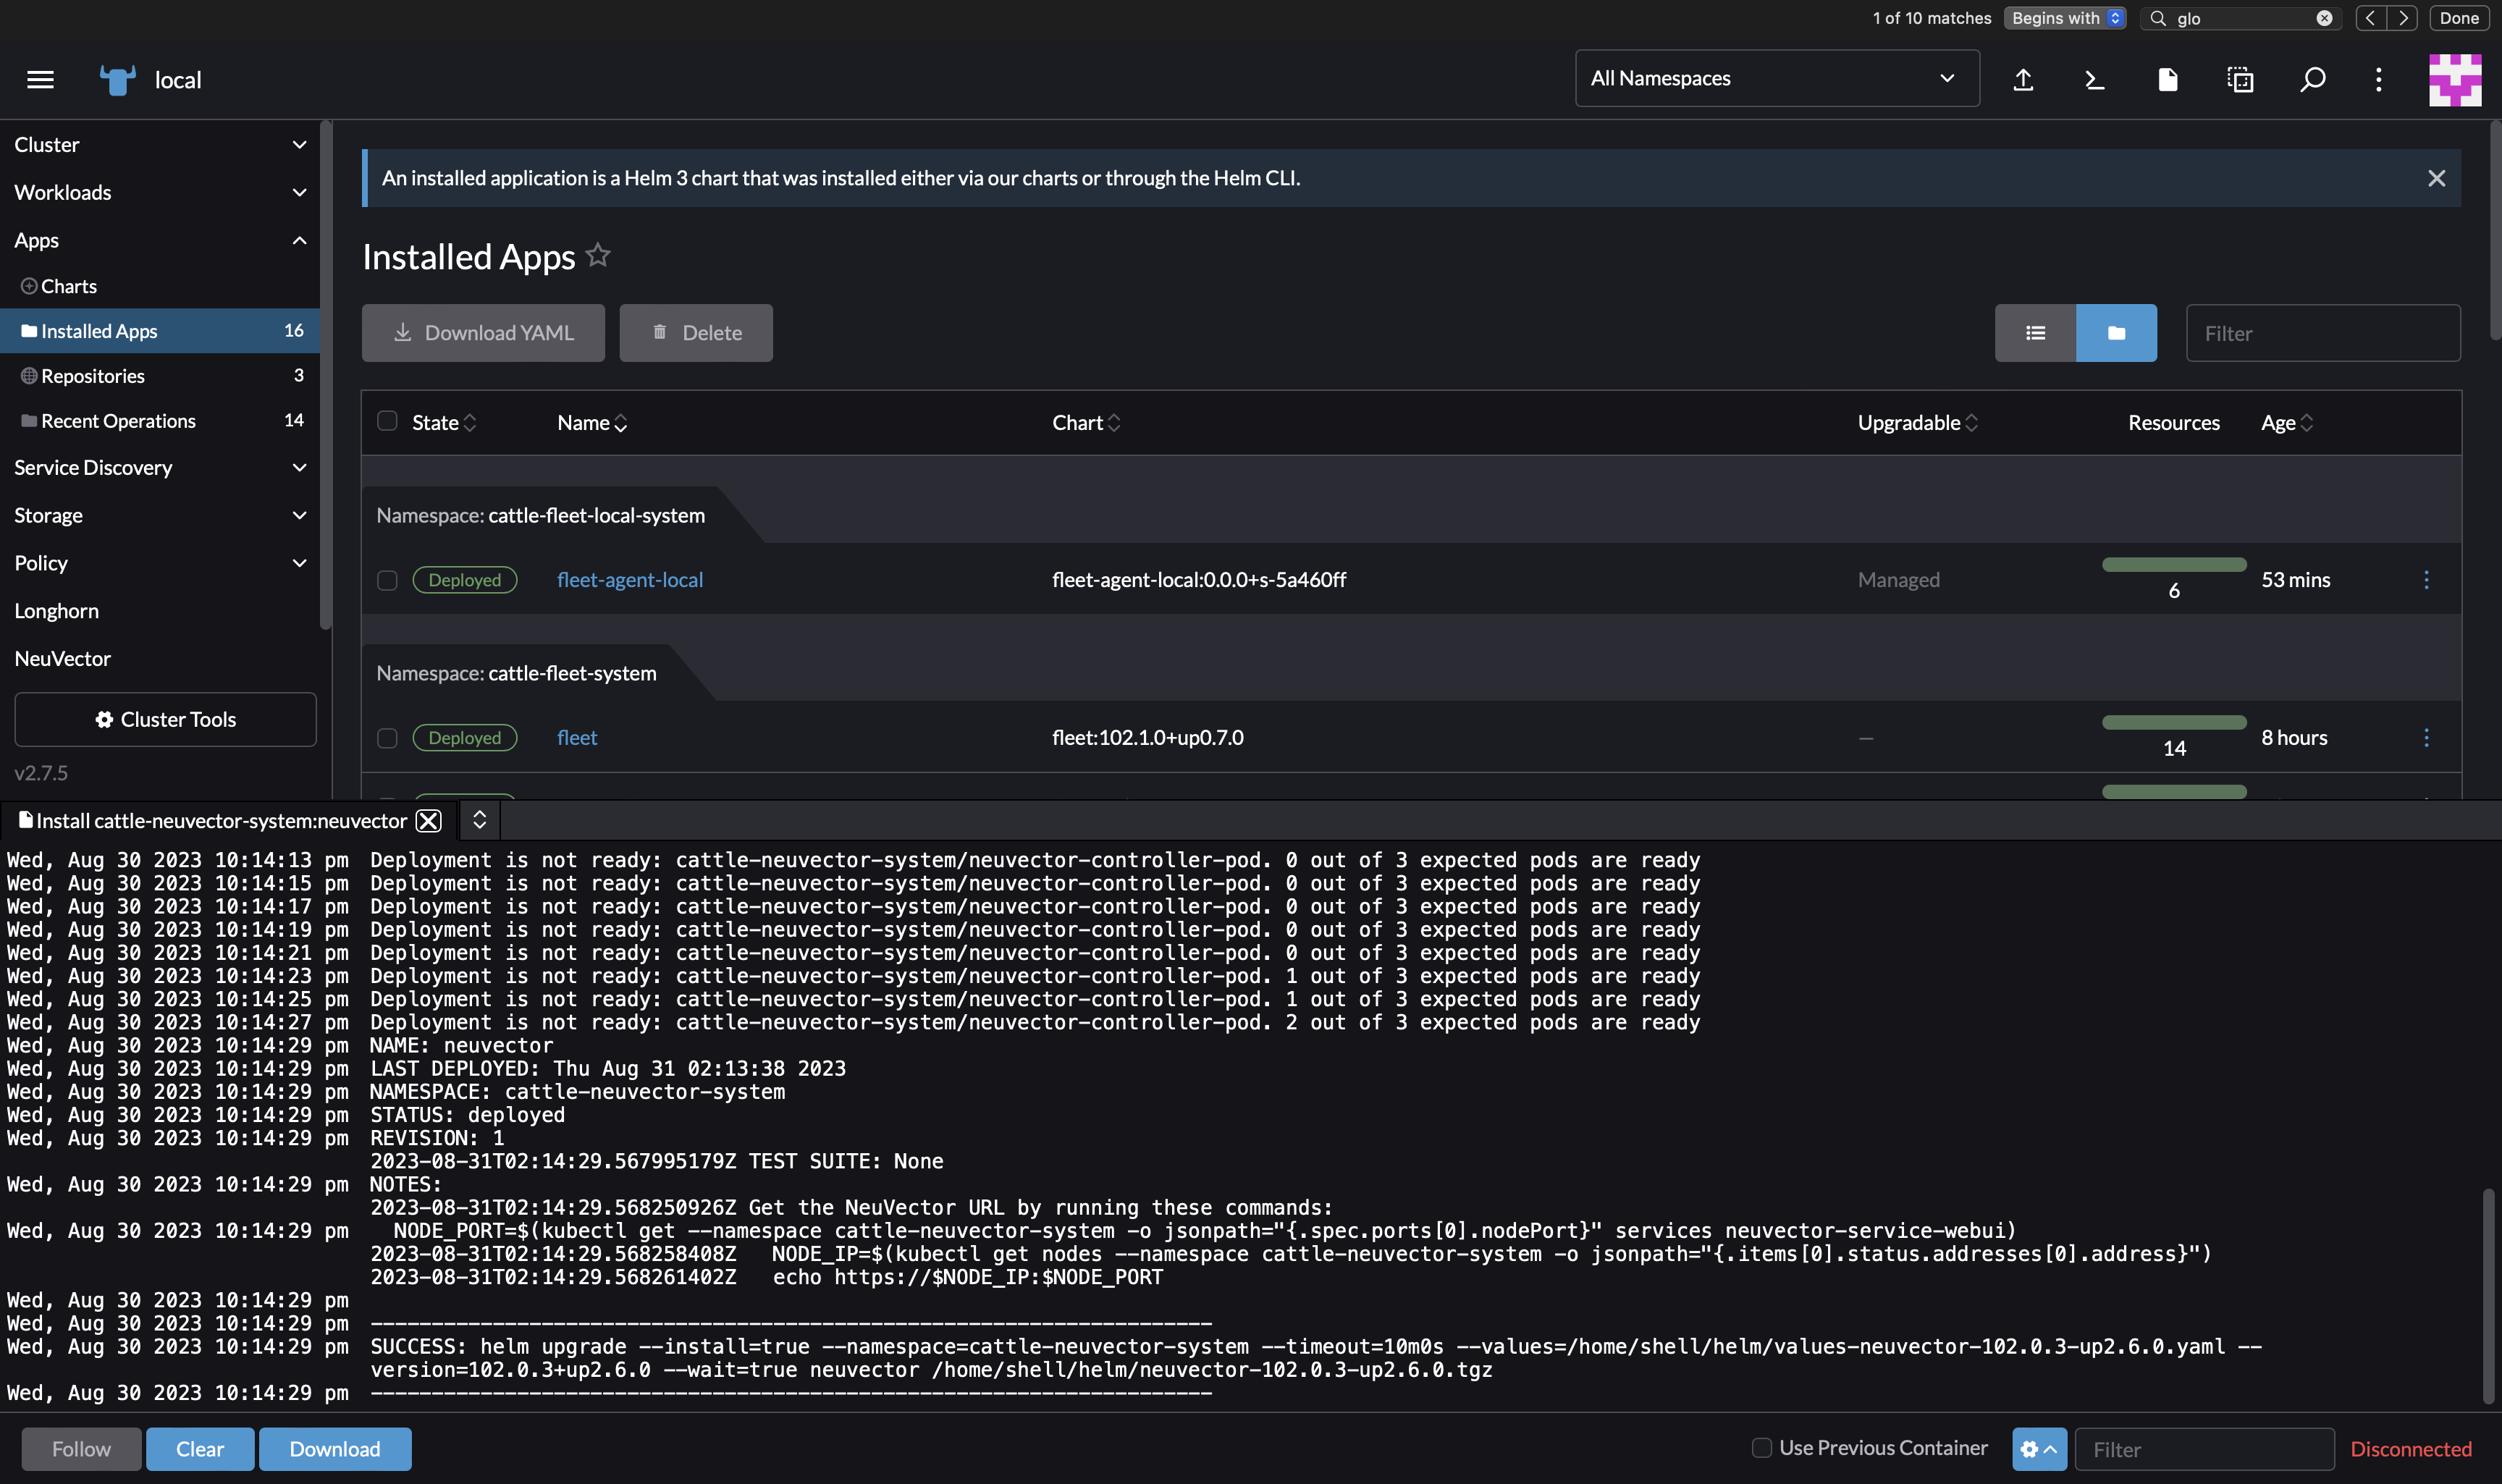 1 of 10 matches Begins with glo Done
local All Namespaces
Cluster
Workloads
Apps
Charts
Installed Apps 16
Repositories 3
Recent Operations 14
Service Discovery
Storage
Policy
Longhorn
NeuVector
Cluster Tools
v2.7.5
An installed application is a Helm 3 chart that was installed either via our charts or through the Helm CLI.
Installed Apps
Download YAML Delete Filter
State Name Chart Upgradable Resources Age
Namespace: cattle-fleet-local-system
Deployed fleet-agent-local fleet-agent-local:0.0.0+s-5a460ff Managed 6 53 mins
Namespace: cattle-fleet-system
Deployed fleet fleet:102.1.0+up0.7.0 — 14 8 hours
Install cattle-neuvector-system:neuvector
Wed, Aug 30 2023 10:14:13 pm Deployment is not ready: cattle-neuvector-system/neuvector-controller-pod. 0 out of 3 expected pods are ready
Wed, Aug 30 2023 10:14:15 pm Deployment is not ready: cattle-neuvector-system/neuvector-controller-pod. 0 out of 3 expected pods are ready
Wed, Aug 30 2023 10:14:17 pm Deployment is not ready: cattle-neuvector-system/neuvector-controller-pod. 0 out of 3 expected pods are ready
Wed, Aug 30 2023 10:14:19 pm Deployment is not ready: cattle-neuvector-system/neuvector-controller-pod. 0 out of 3 expected pods are ready
Wed, Aug 30 2023 10:14:21 pm Deployment is not ready: cattle-neuvector-system/neuvector-controller-pod. 0 out of 3 expected pods are ready
Wed, Aug 30 2023 10:14:23 pm Deployment is not ready: cattle-neuvector-system/neuvector-controller-pod. 1 out of 3 expected pods are ready
Wed, Aug 30 2023 10:14:25 pm Deployment is not ready: cattle-neuvector-system/neuvector-controller-pod. 1 out of 3 expected pods are ready
Wed, Aug 30 2023 10:14:27 pm Deployment is not ready: cattle-neuvector-system/neuvector-controller-pod. 2 out of 3 expected pods are ready
Wed, Aug 30 2023 10:14:29 pm NAME: neuvector
Wed, Aug 30 2023 10:14:29 pm LAST DEPLOYED: Thu Aug 31 02:13:38 2023
Wed, Aug 30 2023 10:14:29 pm NAMESPACE: cattle-neuvector-system
Wed, Aug 30 2023 10:14:29 pm STATUS: deployed
Wed, Aug 30 2023 10:14:29 pm REVISION: 1
2023-08-31T02:14:29.567995179Z TEST SUITE: None
Wed, Aug 30 2023 10:14:29 pm NOTES:
2023-08-31T02:14:29.568250926Z Get the NeuVector URL by running these commands:
Wed, Aug 30 2023 10:14:29 pm NODE_PORT=$(kubectl get --namespace cattle-neuvector-system -o jsonpath="{.spec.ports[0].nodePort}" services neuvector-service-webui)
2023-08-31T02:14:29.568258408Z NODE_IP=$(kubectl get nodes --namespace cattle-neuvector-system -o jsonpath="{.items[0].status.addresses[0].address}")
2023-08-31T02:14:29.568261402Z echo https://$NODE_IP:$NODE_PORT
Wed, Aug 30 2023 10:14:29 pm
Wed, Aug 30 2023 10:14:29 pm ---------------------------------------------------------------------
Wed, Aug 30 2023 10:14:29 pm SUCCESS: helm upgrade --install=true --namespace=cattle-neuvector-system --timeout=10m0s --values=/home/shell/helm/values-neuvector-102.0.3-up2.6.0.yaml --
version=102.0.3+up2.6.0 --wait=true neuvector /home/shell/helm/neuvector-102.0.3-up2.6.0.tgz
Wed, Aug 30 2023 10:14:29 pm ---------------------------------------------------------------------
Follow Clear Download Use Previous Container Filter Disconnected